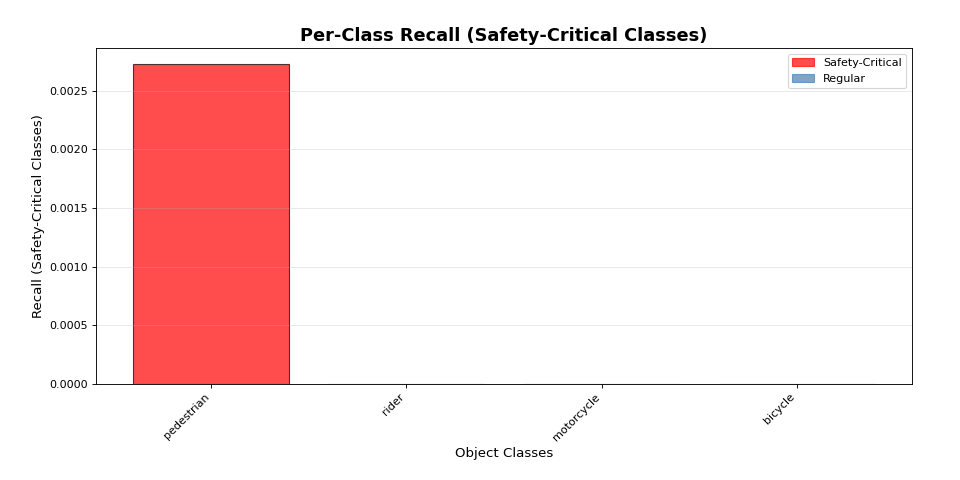 Per-Class Recall (Safety-Critical Classes)
Safety-Critical
Regular
Recall (Safety-Critical Classes)
0.0025
0.0020
0.0015
0.0010
0.0005
0.0000
pedestrian
rider
motorcycle
bicycle
Object Classes